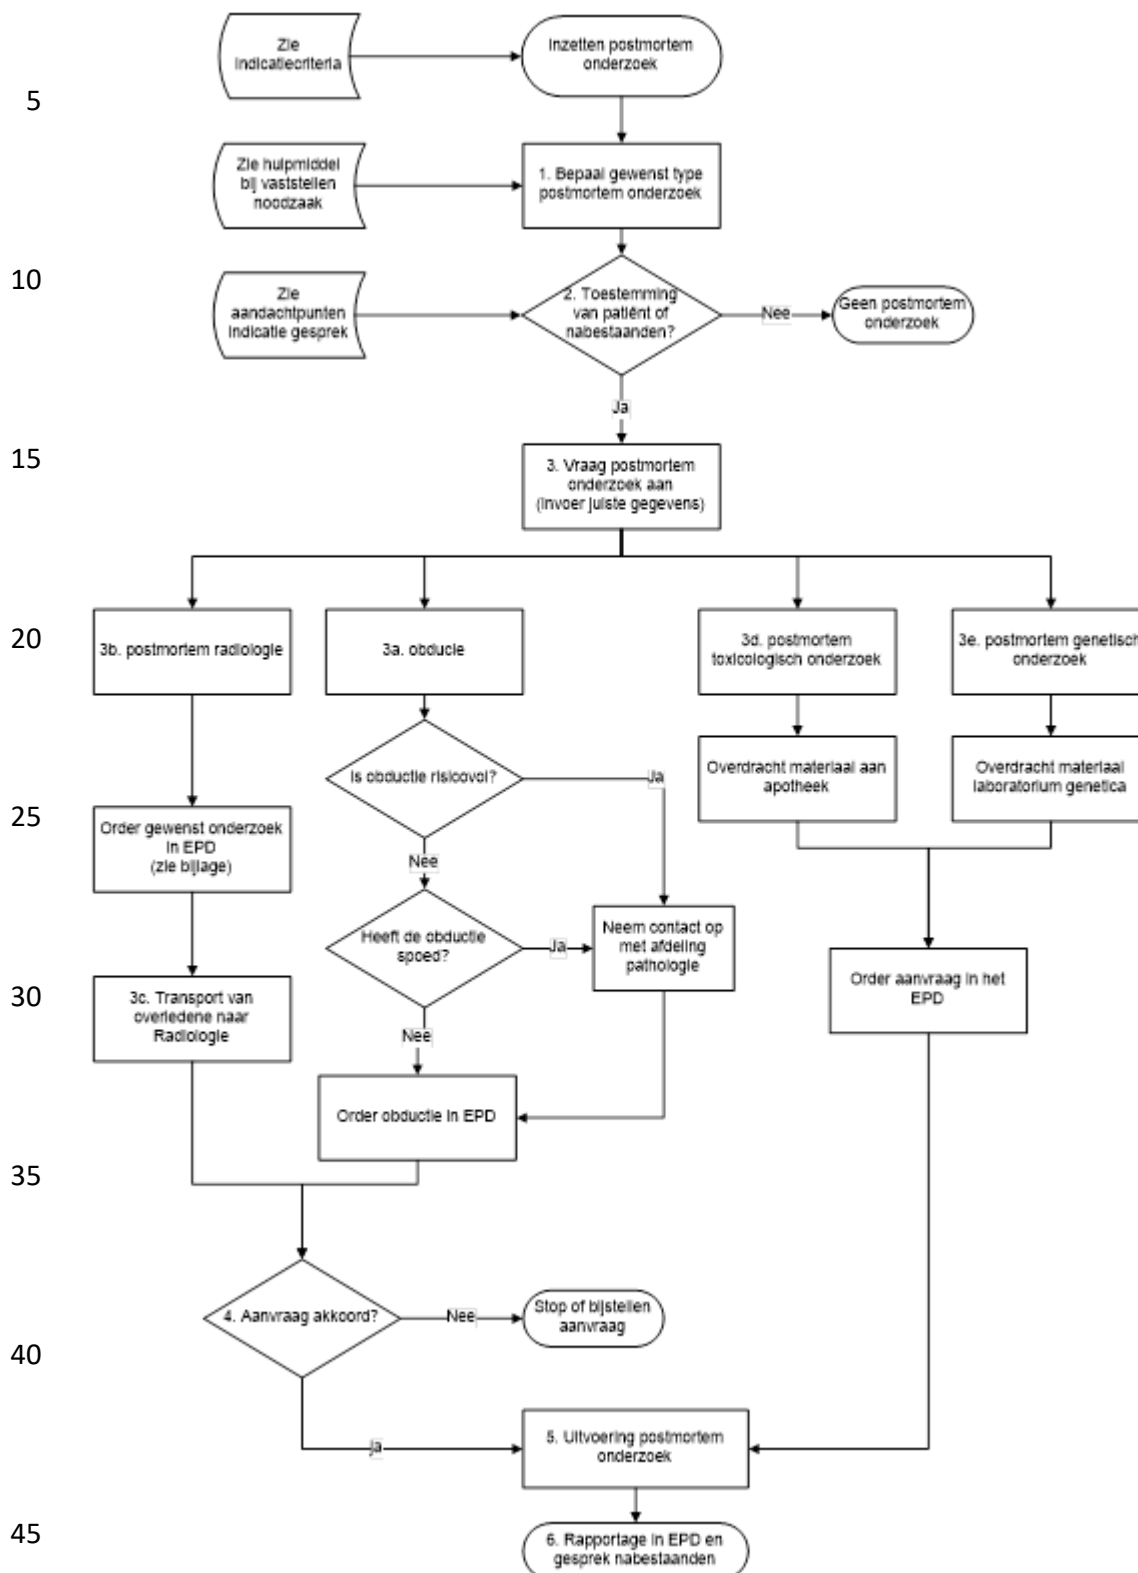 Zie
indicatiecriteria
Inzetten postmortem
onderzoek
5
Zie hulpmiddel
bij vaststellen
noodzaak
1. Bepaal gewenst type
postmortem onderzoek
10
Zie
aandachtpunten
indicatie gesprek
2. Toestemming
van patiënt of
nabestaanden?
Nee
Geen postmortem
onderzoek
Ja
15
3. Vraag postmortem
onderzoek aan
(invoer juiste gegevens)
20
3b. postmortem radiologie
3a. obducie
3d. postmortem
toxicologisch onderzoek
3e. postmortem genetisch
onderzoek
Is obductie risicovol?
Ja
Overdracht materiaal aan
apotheek
Overdracht materiaal
laboratorium genetica
25
Order gewenst onderzoek
in EPD
(zie bijlage)
Nee
Heeft de obductie
spoed?
Ja
Neem contact op
met afdeling
pathologie
30
3c. Transport van
overledene naar
Radiologie
Order aanvraag in het
EPD
Nee
Order obductie in EPD
35
4. Aanvraag akkoord?
Nee
Stop of bijstellen
aanvraag
40
ja
5. Uitvoering postmortem
onderzoek
45
6. Rapportage in EPD en
gesprek nabestaanden